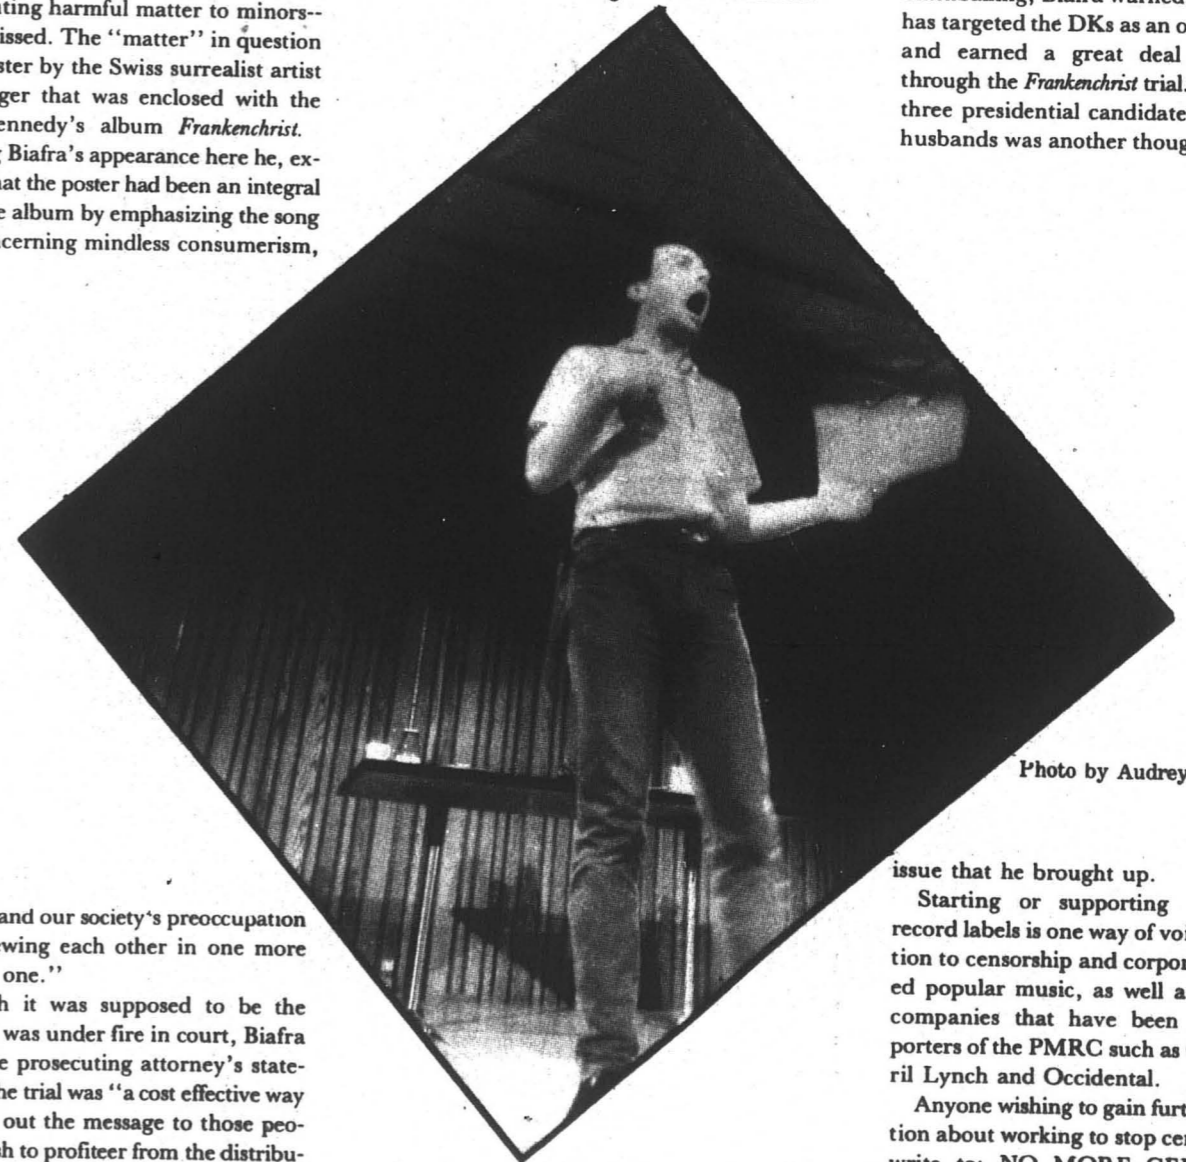 ting harmful matter to minors--
issed. The "matter" in question
ster by the Swiss surrealist artist
ger that was enclosed with the
ennedy's album Frankenchrist.
Biafra's appearance here he, ex-
at the poster had been an integral
e album by emphasizing the song
cerning mindless consumerism,
and our society's preoccupation
wing each other in one more
one."
h it was supposed to be the
was under fire in court, Biafra
e prosecuting attorney's state-
he trial was "a cost effective way
out the message to those peo-
sh to profiteer from the distribu-
has targeted the DKs as an o
and earned a great deal
through the Frankenchrist trial.
three presidential candidate
husbands was another thoug
Photo by Audrey
issue that he brought up.
Starting or supporting
record labels is one way of voi
tion to censorship and corpor
ed popular music, as well a
companies that have been
porters of the PMRC such as
ril Lynch and Occidental.
Anyone wishing to gain furt
tion about working to stop cen
write to: NO MORE CEN